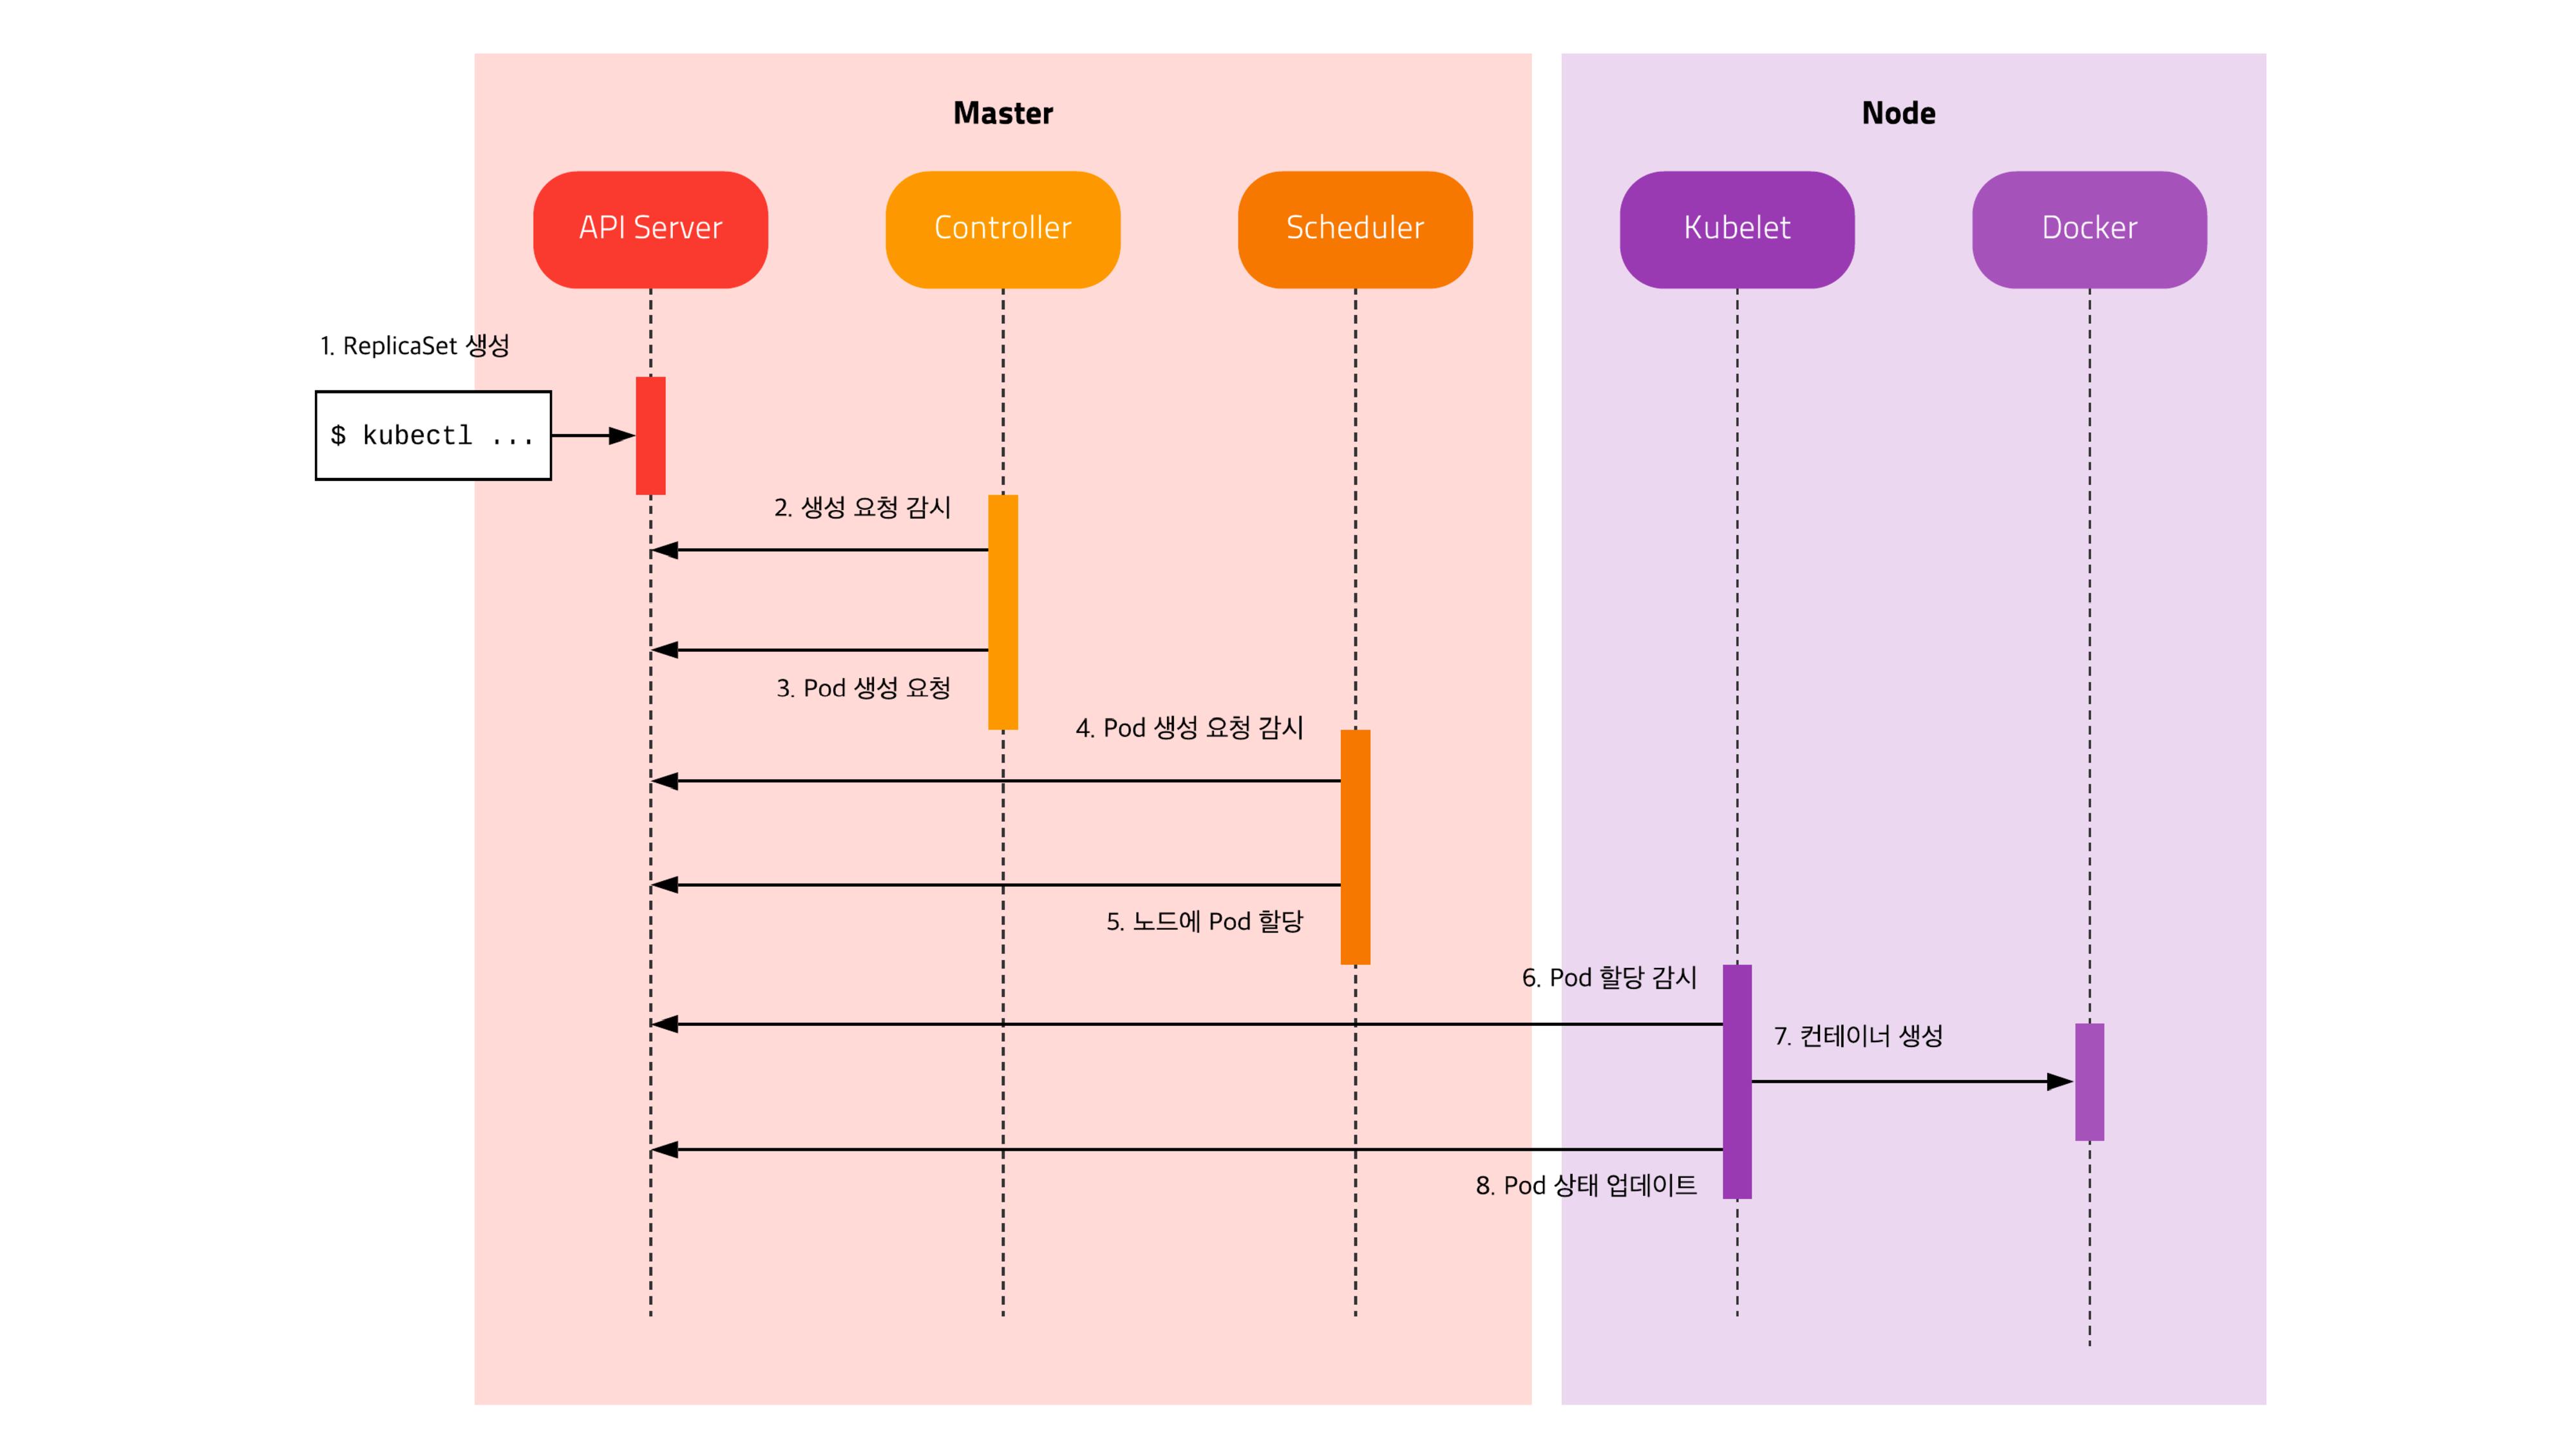 Master
Node
API Server
Controller
Scheduler
Kubelet
Docker
1. ReplicaSet 생성
$ kubectl ...
2. 생성 요청 감시
3. Pod 생성 요청
4. Pod 생성 요청 감시
5. 노드에 Pod 할당
6. Pod 할당 감시
7. 컨테이너 생성
8. Pod 상태 업데이트